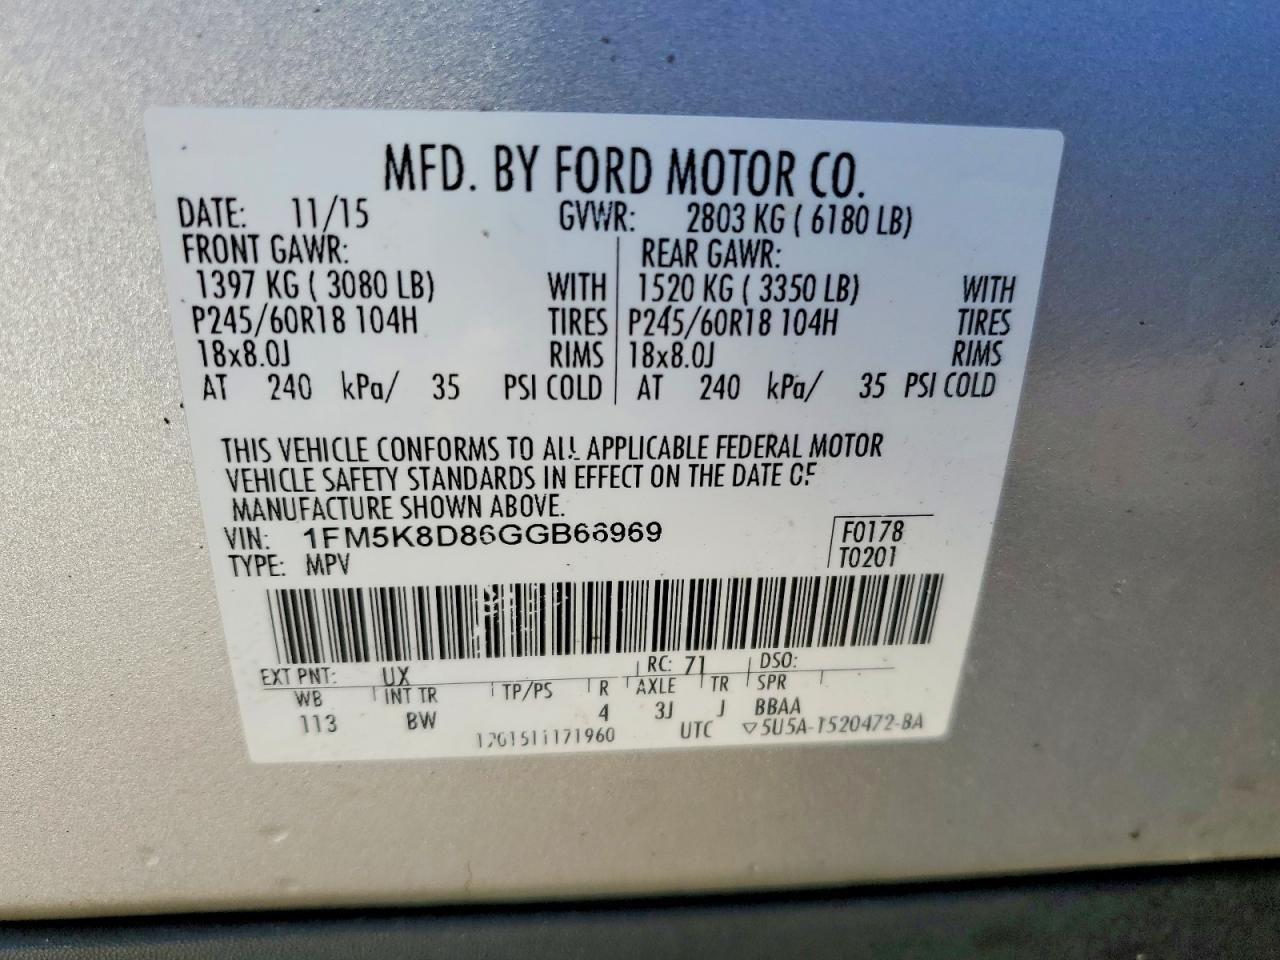 MFD. BY FORD MOTOR CO.
DATE: 11/15 GVWR: 2803 KG ( 6180 LB)
FRONT GAWR: REAR GAWR:
1397 KG ( 3080 LB) WITH 1520 KG ( 3350 LB) WITH
P245/60R18 104H TIRES P245/60R18 104H TIRES
18x8.0J RIMS 18x8.0J RIMS
AT 240 kPa/ 35 PSI COLD AT 240 kPa/ 35 PSI COLD
THIS VEHICLE CONFORMS TO ALL APPLICABLE FEDERAL MOTOR
VEHICLE SAFETY STANDARDS IN EFFECT ON THE DATE OF
MANUFACTURE SHOWN ABOVE.
VIN: 1FM5K8D86GGB66969 F0178
TYPE: MPV T0201
EXT PNT: UX RC: 71 DSO:
WB INT TR TP/PS R AXLE TR SPR
113 BW 4 3J J BBAA
UTC ▽5U5A-1520472-BA